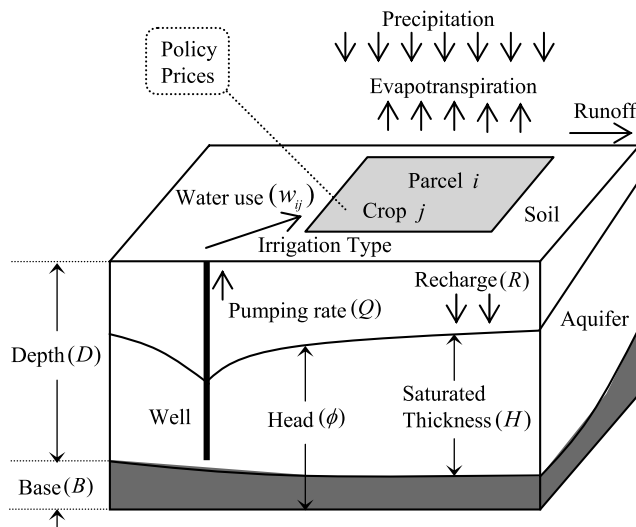 Precipitation
Policy
Prices
Evapotranspiration
Runoff
Parcel i
Water use (w_ij)
Crop j
Soil
Irrigation Type
Recharge (R)
Pumping rate (Q)
Aquifer
Depth (D)
Saturated
Thickness (H)
Well
Head (ϕ)
Base (B)